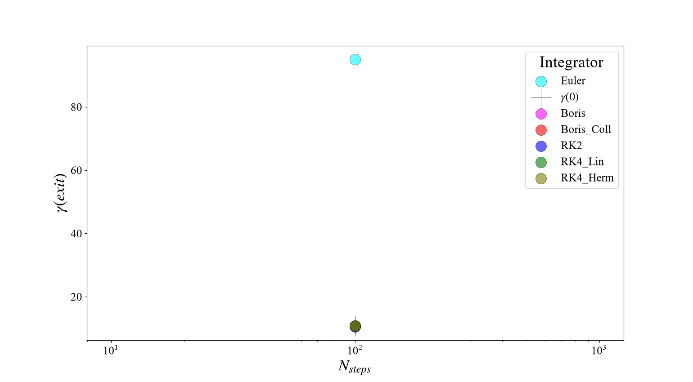 Integrator
Euler
γ(0)
Boris
Boris_Coll
RK2
RK4_Lin
RK4_Herm
γ(exit)
80
60
40
20
10¹
10²
10³
N_steps